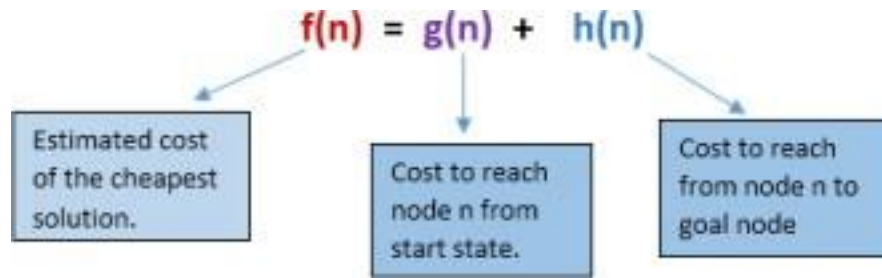 f(n) = g(n) + h(n)
Estimated cost
of the cheapest
solution.
Cost to reach
node n from
start state.
Cost to reach
from node n to
goal node